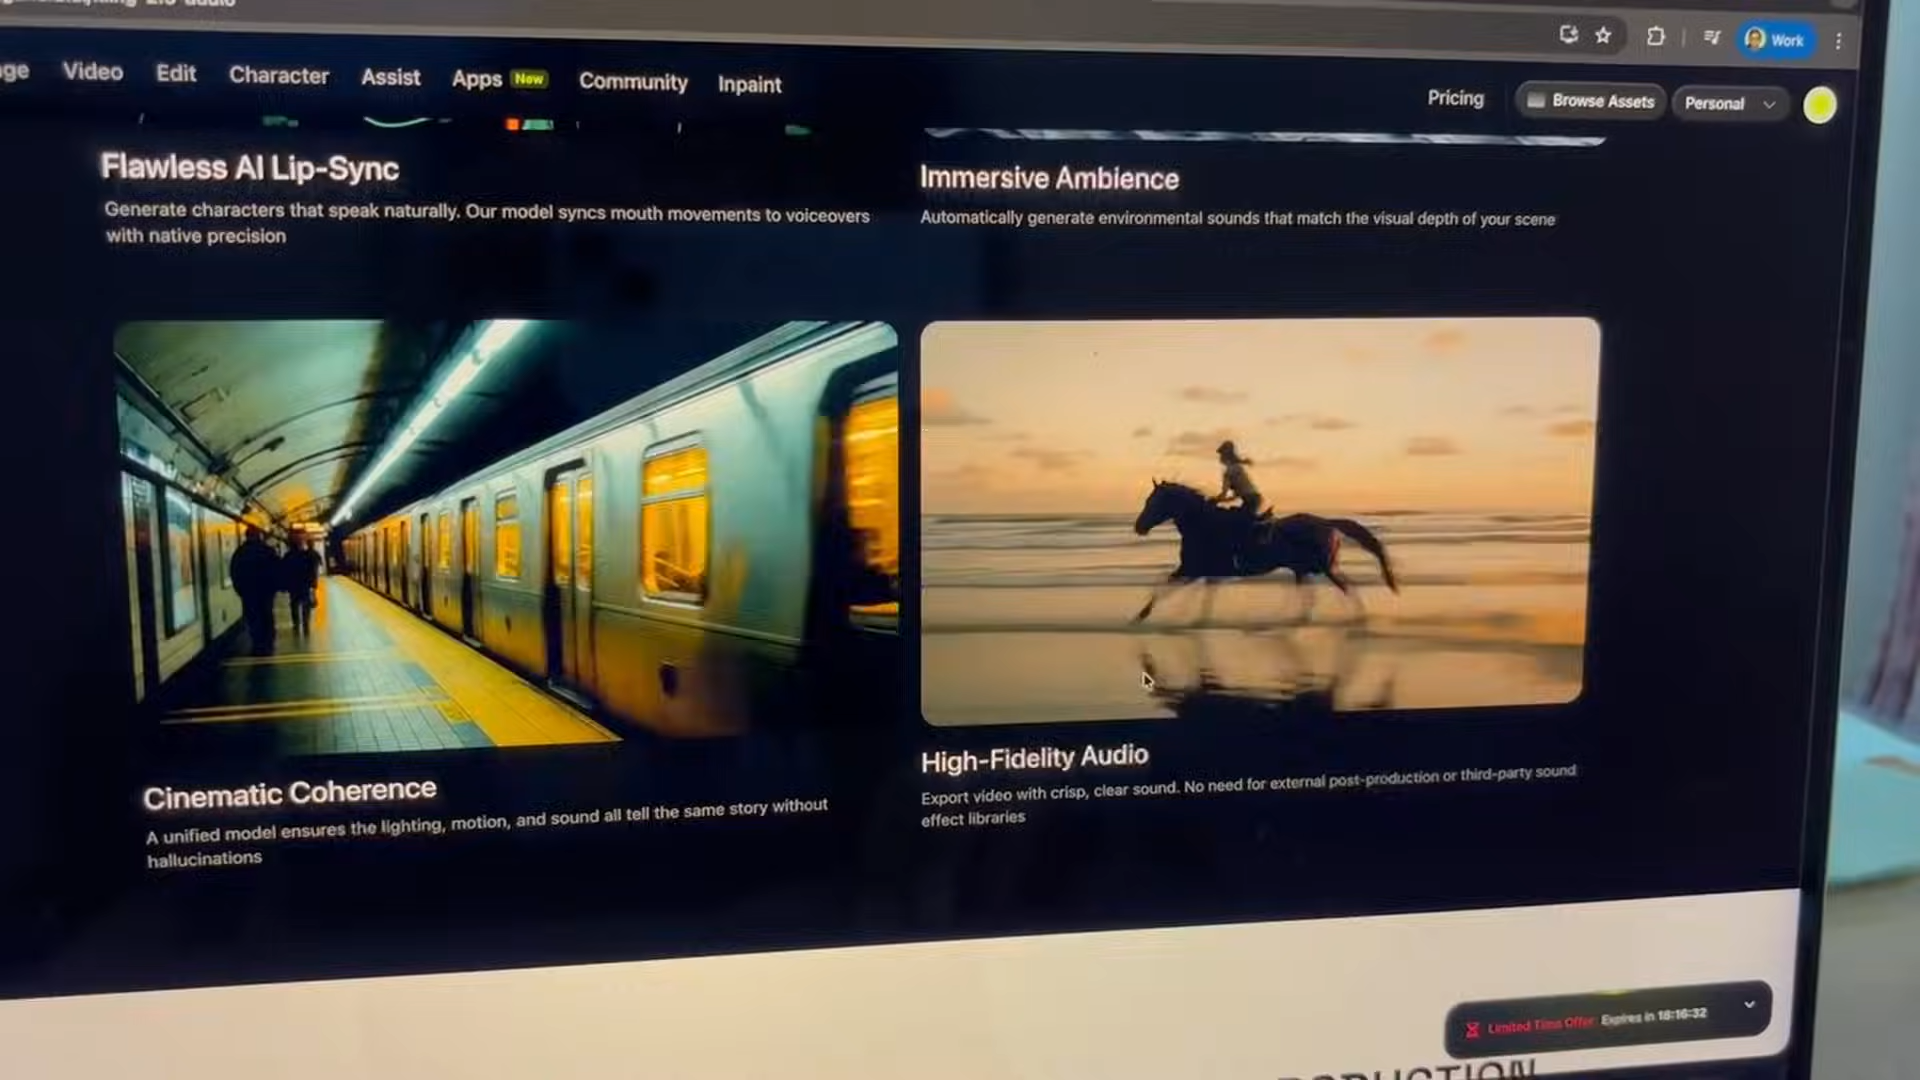 Work
Video Edit Character Assist Apps New Community Inpaint
Pricing Browse Assets Personal
Flawless AI Lip-Sync
Generate characters that speak naturally. Our model syncs mouth movements to voiceovers
with native precision
Immersive Ambience
Automatically generate environmental sounds that match the visual depth of your scene
Cinematic Coherence
A unified model ensures the lighting, motion, and sound all tell the same story without
hallucinations
High-Fidelity Audio
Export video with crisp, clear sound. No need for external post-production or third-party sound
effect libraries
Limited Time Offer: Expires in 18:16:32